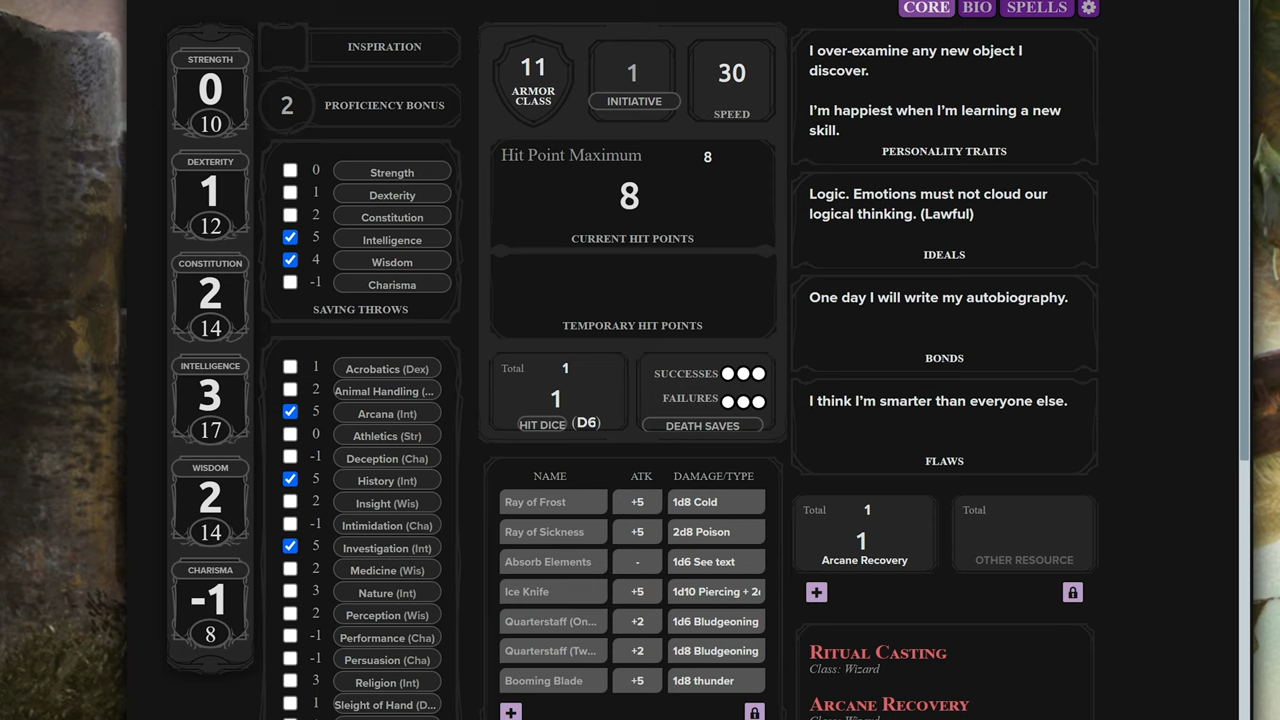 CORE
BIO
SPELLS
STRENGTH
0
10
DEXTERITY
1
12
CONSTITUTION
2
14
INTELLIGENCE
3
17
WISDOM
2
14
CHARISMA
-1
8
INSPIRATION
2
PROFICIENCY BONUS
0 Strength
1 Dexterity
2 Constitution
5 Intelligence
4 Wisdom
-1 Charisma
SAVING THROWS
1 Acrobatics (Dex)
2 Animal Handling (...
5 Arcana (Int)
0 Athletics (Str)
-1 Deception (Cha)
5 History (Int)
2 Insight (Wis)
-1 Intimidation (Cha)
5 Investigation (Int)
2 Medicine (Wis)
3 Nature (Int)
2 Perception (Wis)
-1 Performance (Cha)
-1 Persuasion (Cha)
3 Religion (Int)
1 Sleight of Hand (D...
11
ARMOR
CLASS
1
INITIATIVE
30
SPEED
Hit Point Maximum 8
8
CURRENT HIT POINTS
TEMPORARY HIT POINTS
Total 1
1
HIT DICE (D6)
SUCCESSES
FAILURES
DEATH SAVES
NAME ATK DAMAGE/TYPE
Ray of Frost +5 1d8 Cold
Ray of Sickness +5 2d8 Poison
Absorb Elements - 1d6 See text
Ice Knife +5 1d10 Piercing + 2
Quarterstaff (On... +2 1d6 Bludgeoning
Quarterstaff (Tw... +2 1d8 Bludgeoning
Booming Blade +5 1d8 thunder
I over-examine any new object I
discover.
I'm happiest when I'm learning a new
skill.
PERSONALITY TRAITS
Logic. Emotions must not cloud our
logical thinking. (Lawful)
IDEALS
One day I will write my autobiography.
BONDS
I think I'm smarter than everyone else.
FLAWS
Total 1
1
Arcane Recovery
Total
OTHER RESOURCE
RITUAL CASTING
Class: Wizard
ARCANE RECOVERY
Class: Wizard